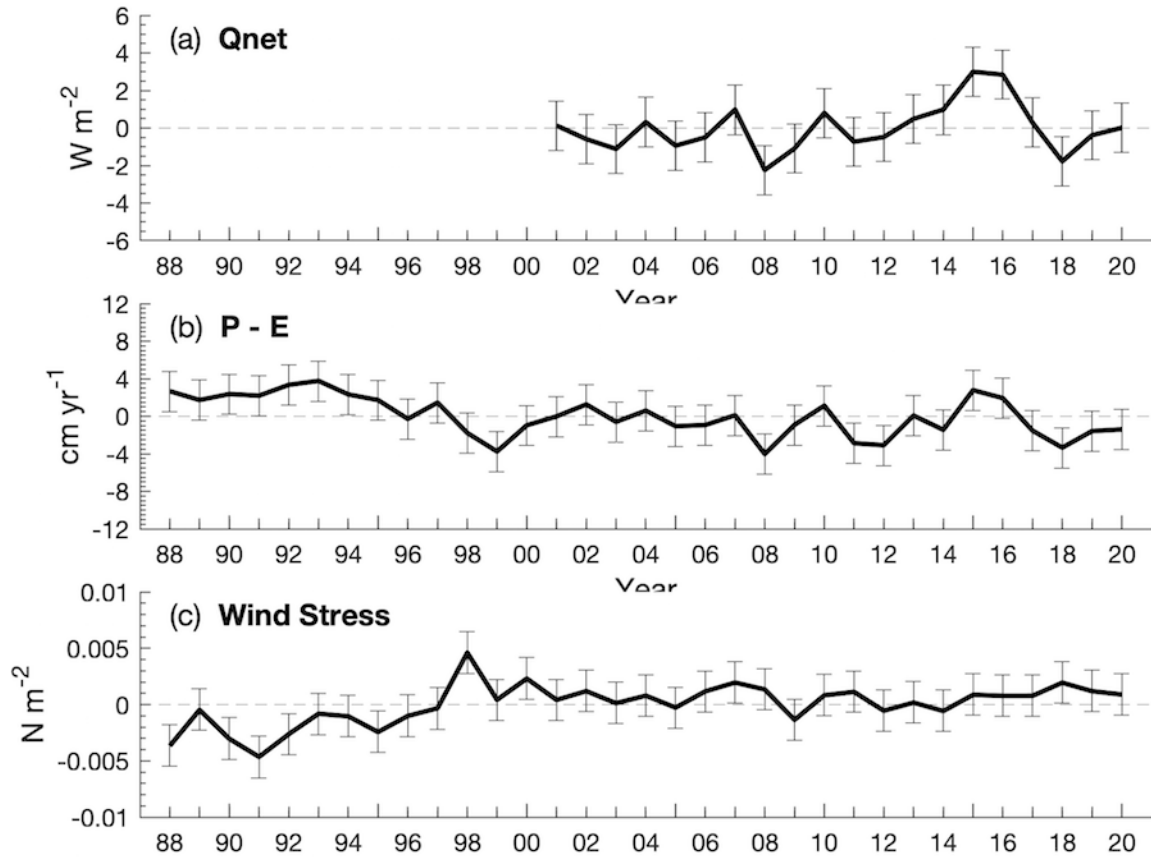 (a) Qnet
W m⁻²
6
4
2
0
-2
-4
-6
88 90 92 94 96 98 00 02 04 06 08 10 12 14 16 18 20
Year
(b) P - E
cm yr⁻¹
12
8
4
0
-4
-8
-12
88 90 92 94 96 98 00 02 04 06 08 10 12 14 16 18 20
Year
(c) Wind Stress
N m⁻²
0.01
0.005
0
-0.005
-0.01
88 90 92 94 96 98 00 02 04 06 08 10 12 14 16 18 20